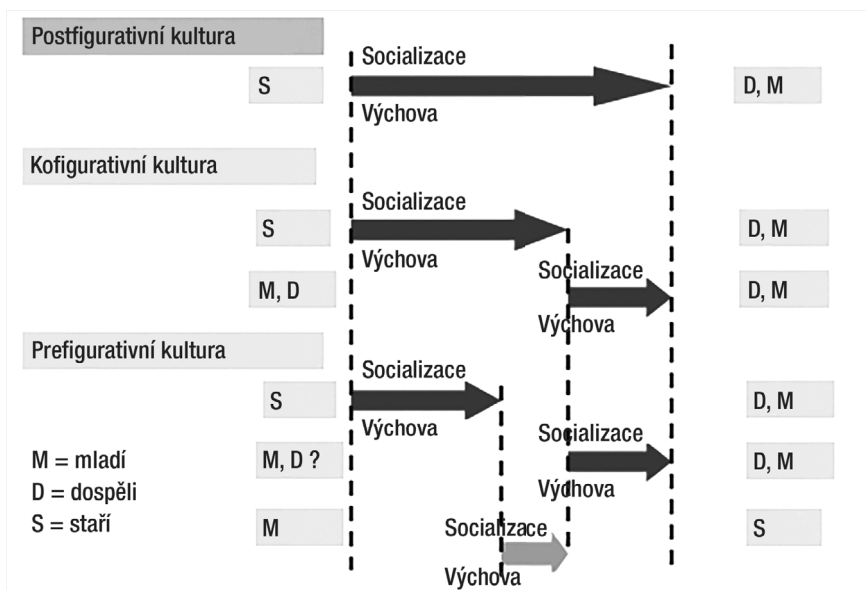 Postfigurativní kultura
Socializace
S
D, M
Výchova
Kofigurativní kultura
Socializace
S
D, M
Výchova
Socializace
M, D
D, M
Výchova
Prefigurativní kultura
Socializace
S
D, M
Výchova
Socializace
M = mladí
M, D ?
D, M
D = dospěli
Výchova
S = staří
M
Socializace
S
Výchova